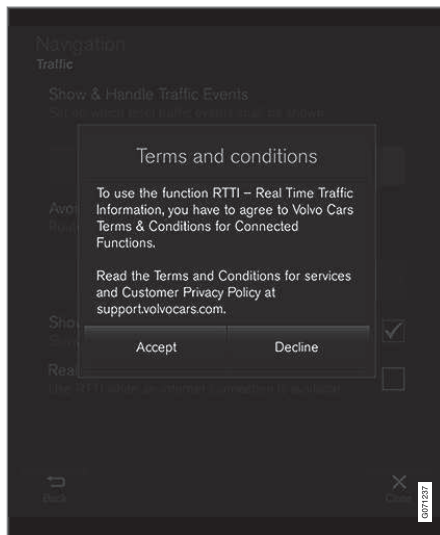 Navigation
Traffic
Show & Handle Traffic Events
Terms and conditions
To use the function RTTI – Real Time Traffic
Information, you have to agree to Volvo Cars
Terms & Conditions for Connected
Functions.
Read the Terms and Conditions for services
and Customer Privacy Policy at
support.volvocars.com.
Accept
Decline
Back
Close
G071237